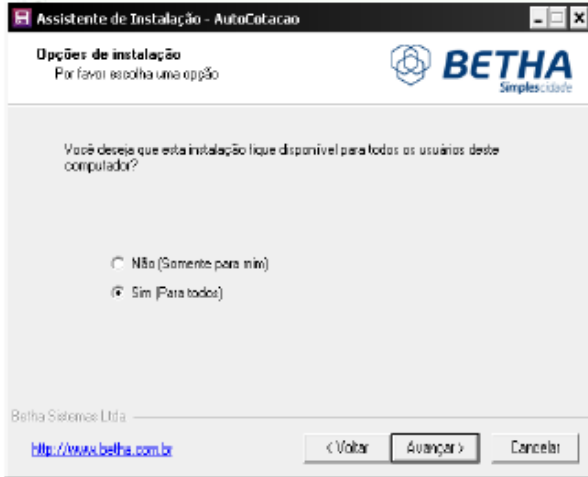 Assistente de Instalação - AutoCotacao
Opções de instalação
Por favor escolha uma opção
BETHA
Simplescidade
Você deseja que esta instalação fique disponível para todos os usuários deste
computador?
Não (Somente para mim)
Sim (Para todos)
Betha Sistemas Ltda
http://www.betha.com.br
< Voltar
Avançar >
Cancelar